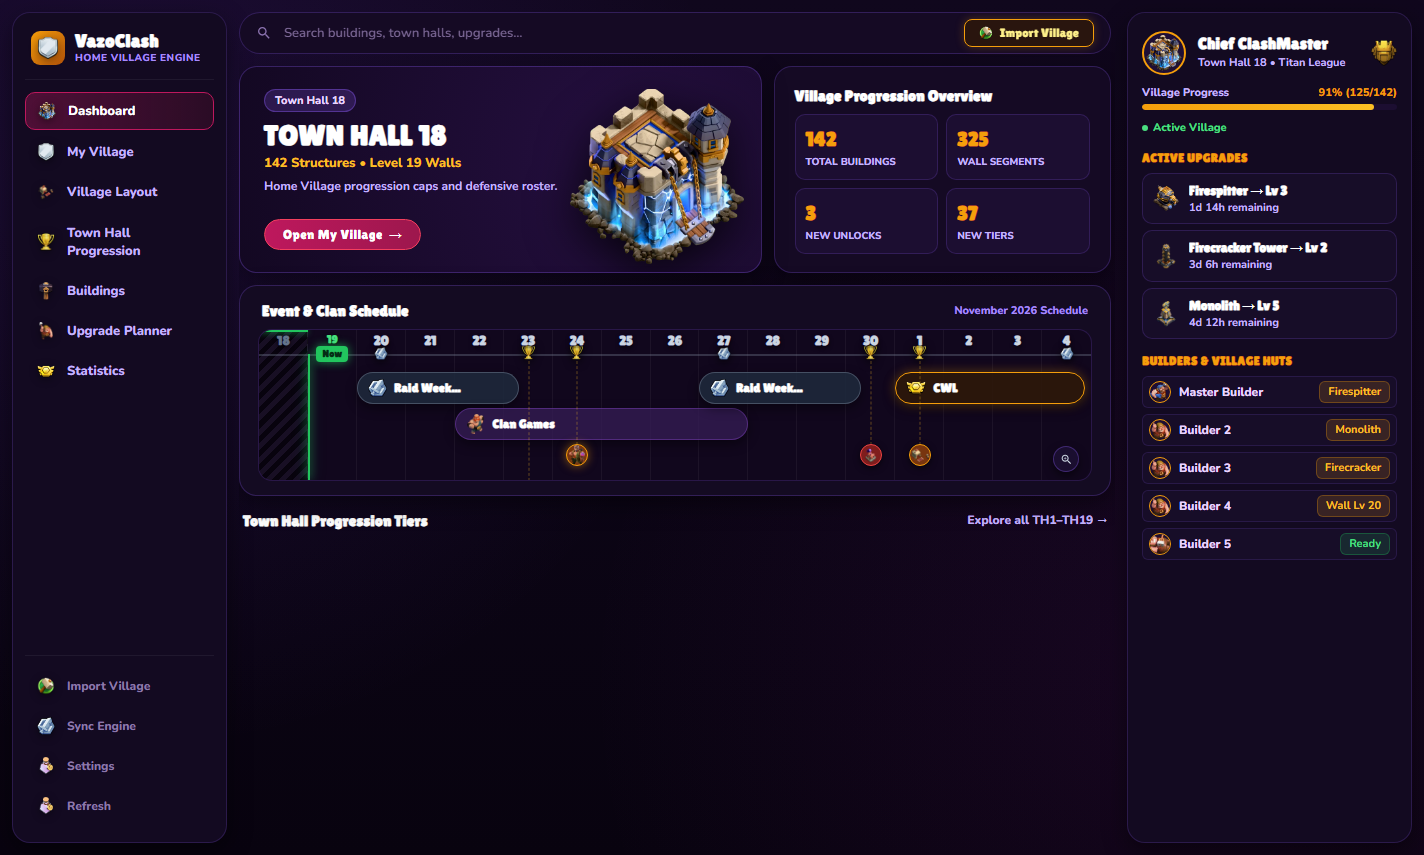 VazoClash
HOME VILLAGE ENGINE
Dashboard
My Village
Village Layout
Town Hall
Progression
Buildings
Upgrade Planner
Statistics
Import Village
Sync Engine
Settings
Refresh
Search buildings, town halls, upgrades...
Import Village
Town Hall 18
TOWN HALL 18
142 Structures • Level 19 Walls
Home Village progression caps and defensive roster.
Open My Village →
Village Progression Overview
142
TOTAL BUILDINGS
325
WALL SEGMENTS
3
NEW UNLOCKS
37
NEW TIERS
Event & Clan Schedule
November 2026 Schedule
18 19 20 21 22 23 24 25 26 27 28 29 30 1 2 3 4
Now
Raid Week...
Raid Week...
CWL
Clan Games
Town Hall Progression Tiers
Explore all TH1–TH19 →
Chief ClashMaster
Town Hall 18 • Titan League
Village Progress
91% (125/142)
Active Village
ACTIVE UPGRADES
Firespitter → Lv 3
1d 14h remaining
Firecracker Tower → Lv 2
3d 6h remaining
Monolith → Lv 5
4d 12h remaining
BUILDERS & VILLAGE HUTS
Master Builder
Firespitter
Builder 2
Monolith
Builder 3
Firecracker
Builder 4
Wall Lv 20
Builder 5
Ready